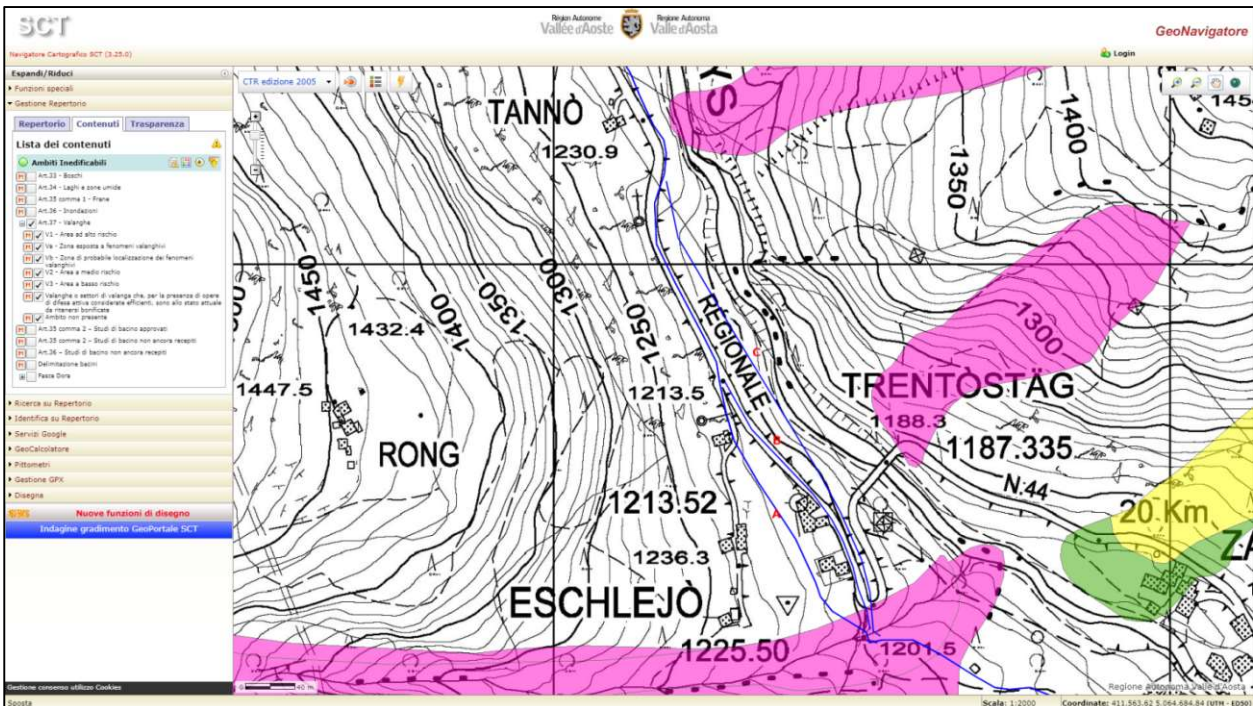 SCT
Région Autonome
Vallée d'Aoste
Regione Autonoma
Valle d'Aosta
GeoNavigatore
Navigatore Cartografico SCT (3.25.0)
Login
Espandi/Riduci
Funzioni speciali
Gestione Repertorio
Repertorio Contenuti Trasparenza
Lista dei contenuti
Ambiti Inedificabili
Art.33 - Boschi
Art.34 - Laghi e zone umide
Art.35 comma 1 - Frane
Art.36 - Inondazioni
Art.37 - Valanghe
V1 - Area ad alto rischio
Va - Zona esposta a fenomeni valanghivi
Vb - Zona di probabile localizzazione dei fenomeni
valanghivi
V2 - Area a medio rischio
V3 - Area a basso rischio
Valanghe o settori di valanga che, per la presenza di opere
di difesa attiva considerate efficienti, sono allo stato attuale
da ritenersi bonificate
Ambito non presente
Art.35 comma 2 - Studi di bacino approvati
Art.35 comma 2 - Studi di bacino non ancora recepiti
Art.36 - Studi di bacino non ancora recepiti
Delimitazione bacini
Fasce Dora
Ricerca su Repertorio
Identifica su Repertorio
Servizi Google
GeoCalcolatore
Pittometri
Gestione GPX
Disegna
Nuove funzioni di disegno
Indagine gradimento GeoPortale SCT
Gestione consenso utilizzo Cookies
Sposta
CTR edizione 2005
TANNÒ
1230.9
YS
1400
145
1350
1450
1400
1350
1300
1250
1432.4
REGIONALE
C
1300
1447.5
1213.5
TRENTOSTÄG
1188.3
RONG
B
1187.335
N.44
1213.52
A
20 Km
ZA
1236.3
ESCHLEJÒ
1225.50
1201.5
0 40 m.
Regione Autonoma Valle d'Aosta
Scala: 1:2000 Coordinate: 411.563,62 5.064.684,84 (UTM - ED50)